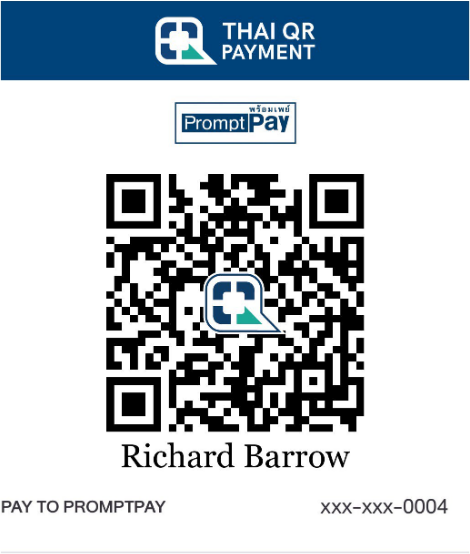 THAI QR
PAYMENT
พร้อมเพย์
PromptPay
Richard Barrow
PAY TO PROMPTPAY xxx-xxx-0004